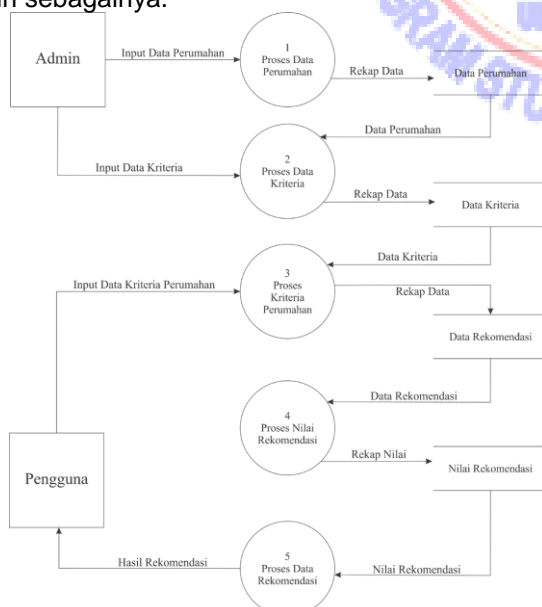 sebagainya.
Admin
Input Data Perumahan
1
Proses Data
Perumahan
Rekap Data
Data Perumahan
Data Perumahan
Input Data Kriteria
2
Proses Data
Kriteria
Rekap Data
Data Kriteria
Data Kriteria
Input Data Kriteria Perumahan
3
Proses
Kriteria
Perumahan
Rekap Data
Data Rekomendasi
Data Rekomendasi
4
Proses Nilai
Rekomendasi
Rekap Nilai
Nilai Rekomendasi
Pengguna
Hasil Rekomendasi
5
Proses Data
Rekomendasi
Nilai Rekomendasi